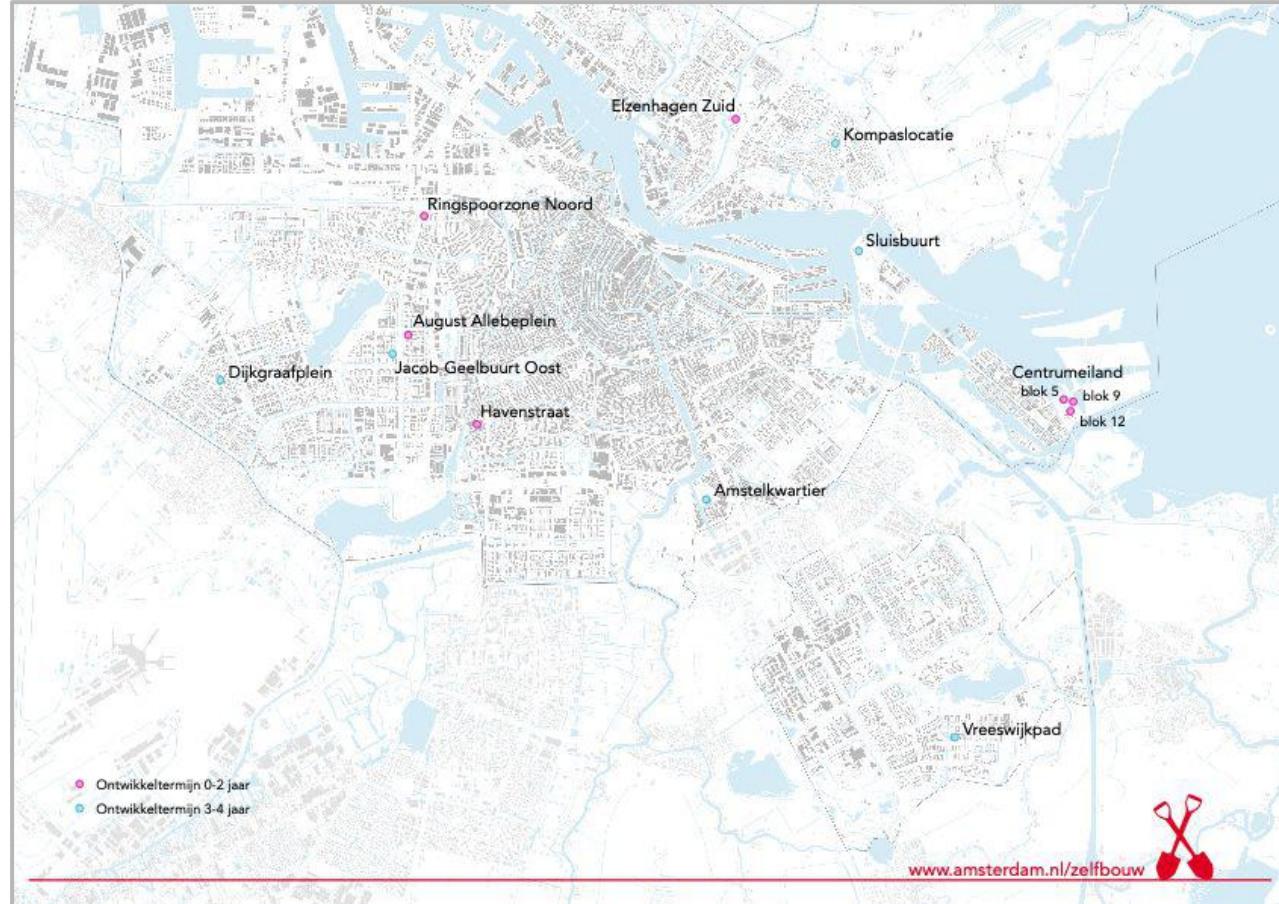 Elzenhagen Zuid
Kompaslocatie
Ringspoorzone Noord
Sluisbuurt
August Allebeplein
Jacob Geelbuurt Oost
Dijkgraafplein
Centrumeiland
blok 5
blok 9
blok 12
Havenstraat
Amstelkwartier
Vreeswijkpad
Ontwikkeltermijn 0-2 jaar
Ontwikkeltermijn 3-4 jaar
www.amsterdam.nl/zelfbouw